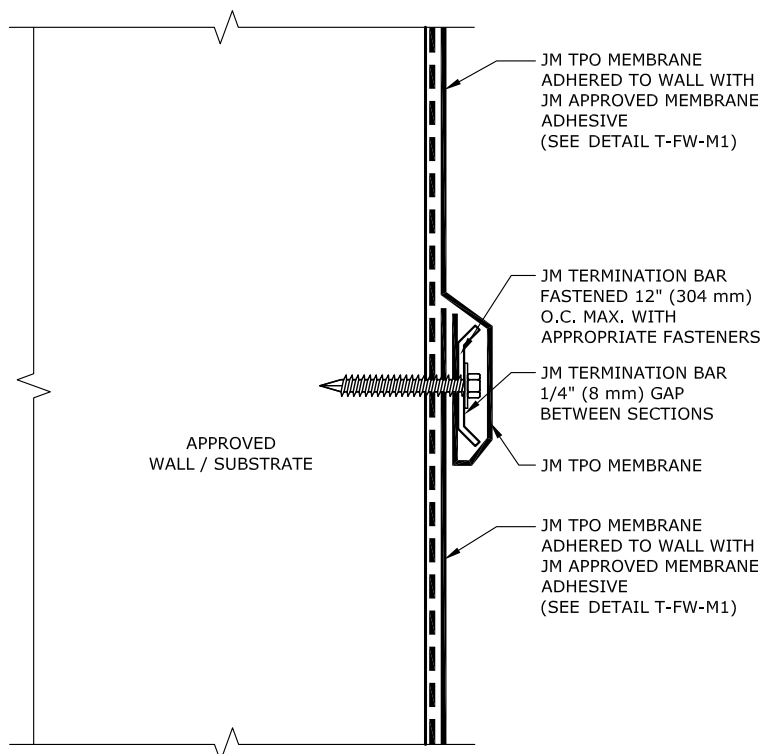 JM TPO MEMBRANE
ADHERED TO WALL WITH
JM APPROVED MEMBRANE
ADHESIVE
(SEE DETAIL T-FW-M1)
JM TERMINATION BAR
FASTENED 12" (304 mm)
O.C. MAX. WITH
APPROPRIATE FASTENERS
JM TERMINATION BAR
1/4" (8 mm) GAP
BETWEEN SECTIONS
APPROVED
WALL / SUBSTRATE
JM TPO MEMBRANE
JM TPO MEMBRANE
ADHERED TO WALL WITH
JM APPROVED MEMBRANE
ADHESIVE
(SEE DETAIL T-FW-M1)